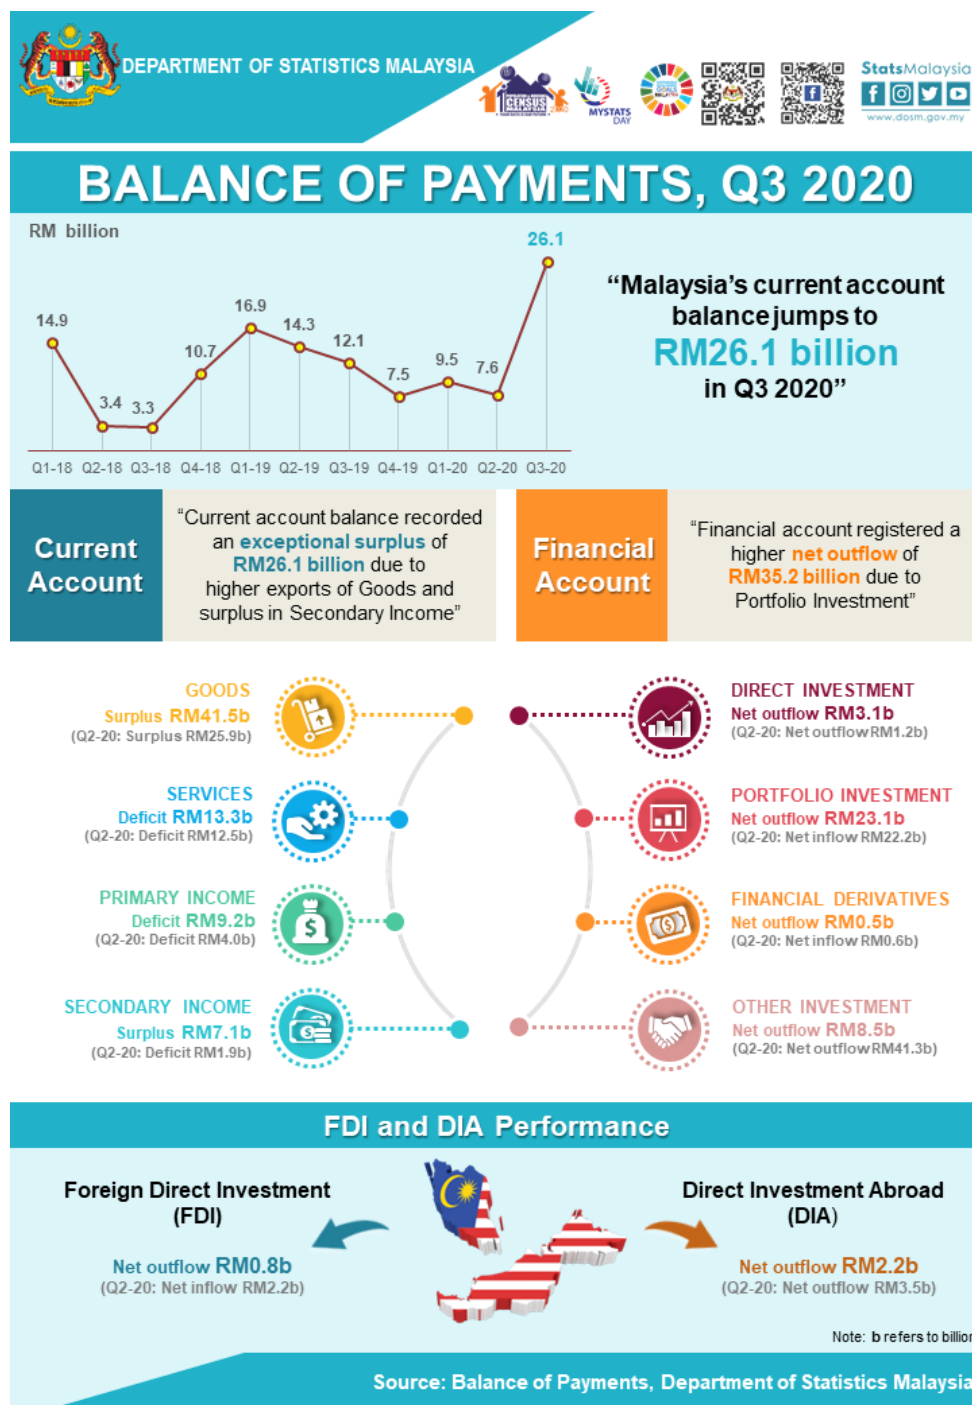 DEPARTMENT OF STATISTICS MALAYSIA
CENSUS
MALAYSIA
MYSTATS
DAY
StatsMalaysia
www.dosm.gov.my
BALANCE OF PAYMENTS, Q3 2020
RM billion
14.9
3.4
3.3
10.7
16.9
14.3
12.1
7.5
9.5
7.6
26.1
Q1-18 Q2-18 Q3-18 Q4-18 Q1-19 Q2-19 Q3-19 Q4-19 Q1-20 Q2-20 Q3-20
“Malaysia’s current account
balance jumps to
RM26.1 billion
in Q3 2020”
Current
Account
“Current account balance recorded
an exceptional surplus of
RM26.1 billion due to
higher exports of Goods and
surplus in Secondary Income”
Financial
Account
“Financial account registered a
higher net outflow of
RM35.2 billion due to
Portfolio Investment”
GOODS
Surplus RM41.5b
(Q2-20: Surplus RM25.9b)
SERVICES
Deficit RM13.3b
(Q2-20: Deficit RM12.5b)
PRIMARY INCOME
Deficit RM9.2b
(Q2-20: Deficit RM4.0b)
SECONDARY INCOME
Surplus RM7.1b
(Q2-20: Deficit RM1.9b)
DIRECT INVESTMENT
Net outflow RM3.1b
(Q2-20: Net outflow RM1.2b)
PORTFOLIO INVESTMENT
Net outflow RM23.1b
(Q2-20: Net inflow RM22.2b)
FINANCIAL DERIVATIVES
Net outflow RM0.5b
(Q2-20: Net inflow RM0.6b)
OTHER INVESTMENT
Net outflow RM8.5b
(Q2-20: Net outflow RM41.3b)
FDI and DIA Performance
Foreign Direct Investment
(FDI)
Net outflow RM0.8b
(Q2-20: Net inflow RM2.2b)
Direct Investment Abroad
(DIA)
Net outflow RM2.2b
(Q2-20: Net outflow RM3.5b)
Note: b refers to billion
Source: Balance of Payments, Department of Statistics Malaysia